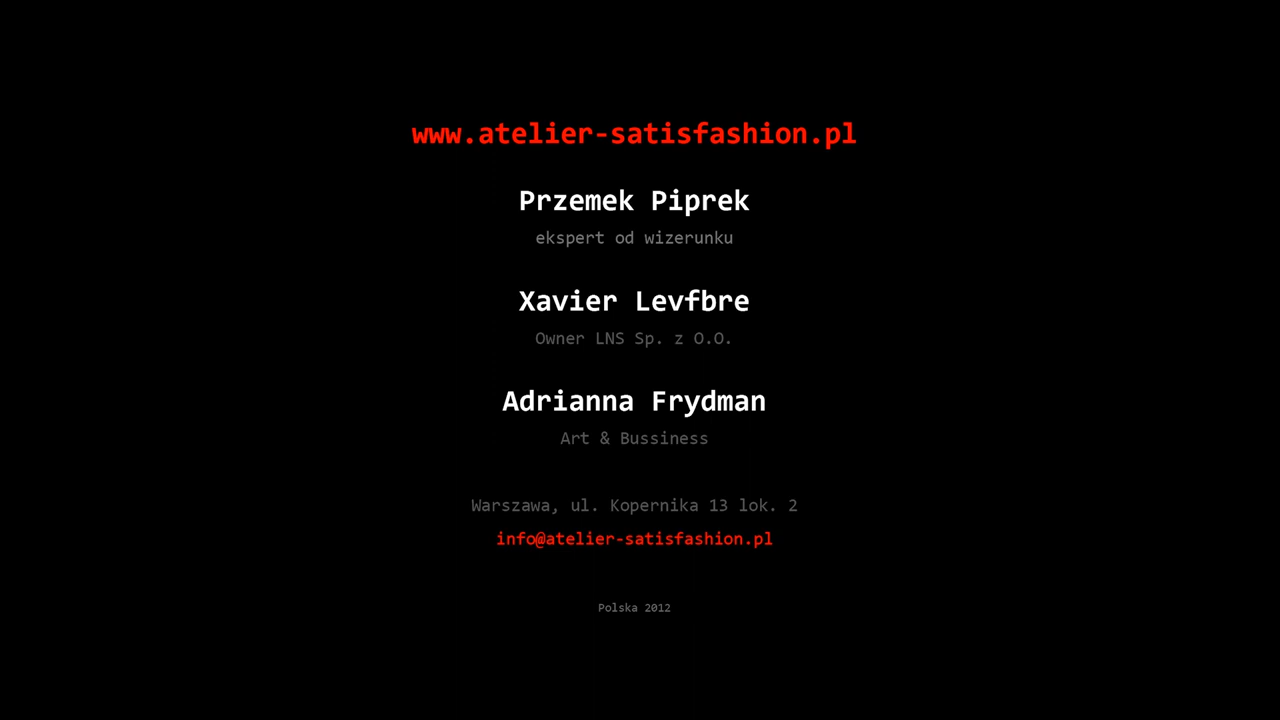 www.atelier-satisfashion.pl
Przemek Piprek
ekspert od wizerunku
Xavier Levfbre
Owner LNS Sp. z O.O.
Adrianna Frydman
Art & Bussiness
Warszawa, ul. Kopernika 13 lok. 2
info@atelier-satisfashion.pl
Polska 2012